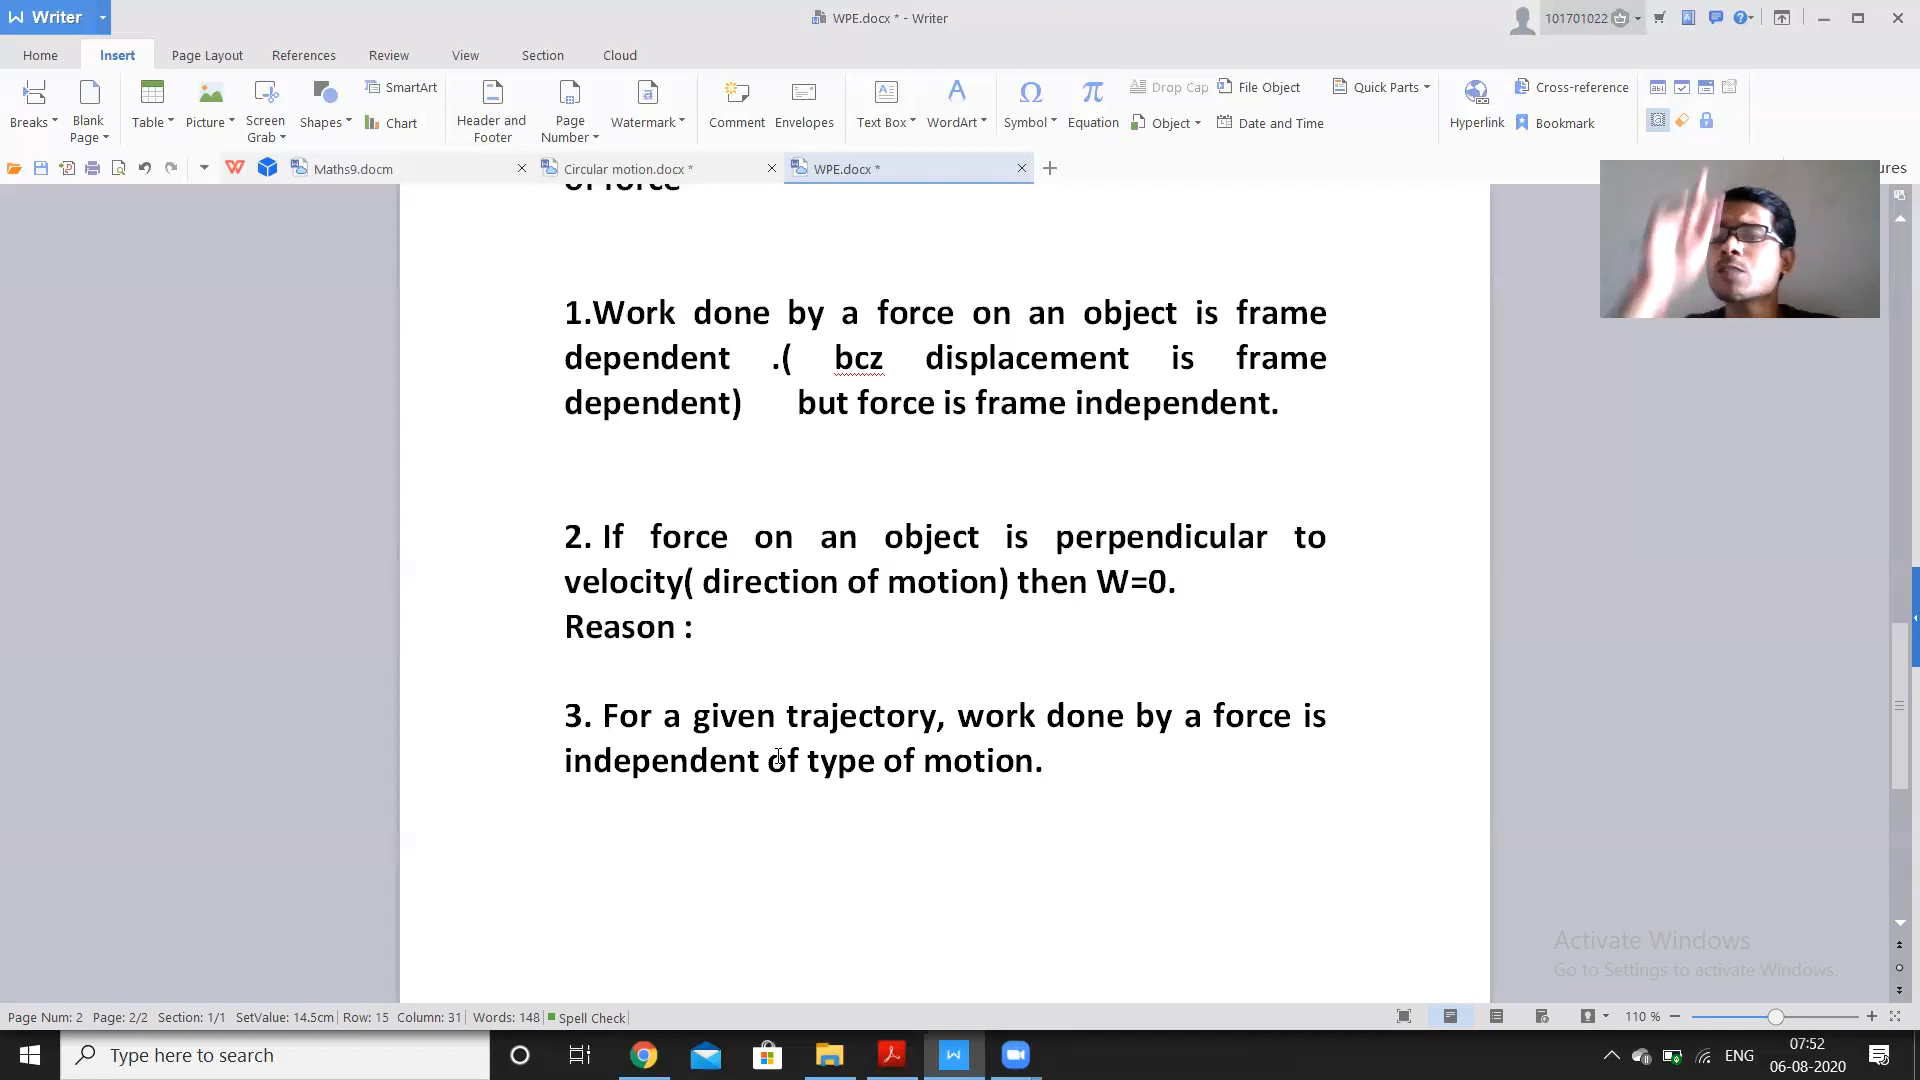 Writer
WPE.docx * - Writer
101701022
Home Insert Page Layout References Review View Section Cloud
Breaks Blank Page Table Picture Screen Grab Shapes SmartArt Chart Header and Footer Page Number Watermark Comment Envelopes Text Box WordArt Symbol Equation Drop Cap Object File Object Date and Time Quick Parts Hyperlink Cross-reference Bookmark
Maths9.docm Circular motion.docx * WPE.docx *
ures
of force
1.Work done by a force on an object is frame
dependent .( bcz displacement is frame
dependent) but force is frame independent.
2. If force on an object is perpendicular to
velocity( direction of motion) then W=0.
Reason :
3. For a given trajectory, work done by a force is
independent of type of motion.
Activate Windows
Go to Settings to activate Windows.
Page Num: 2 Page: 2/2 Section: 1/1 SetValue: 14.5cm Row: 15 Column: 31 Words: 148 Spell Check 110 %
Type here to search
ENG
07:52
06-08-2020